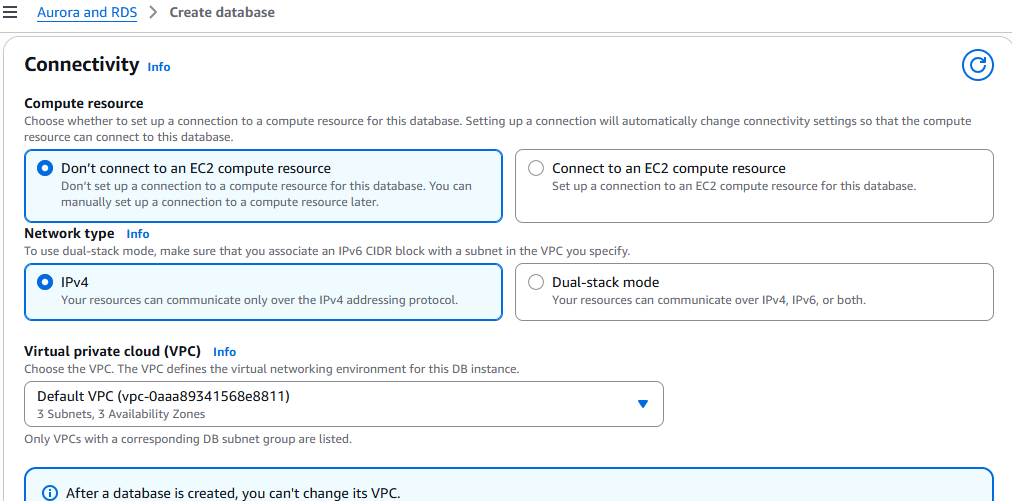 Aurora and RDS > Create database
Connectivity Info
Compute resource
Choose whether to set up a connection to a compute resource for this database. Setting up a connection will automatically change connectivity settings so that the compute
resource can connect to this database.
Don't connect to an EC2 compute resource
Don't set up a connection to a compute resource for this database. You can
manually set up a connection to a compute resource later.
Connect to an EC2 compute resource
Set up a connection to an EC2 compute resource for this database.
Network type Info
To use dual-stack mode, make sure that you associate an IPv6 CIDR block with a subnet in the VPC you specify.
IPv4
Your resources can communicate only over the IPv4 addressing protocol.
Dual-stack mode
Your resources can communicate over IPv4, IPv6, or both.
Virtual private cloud (VPC) Info
Choose the VPC. The VPC defines the virtual networking environment for this DB instance.
Default VPC (vpc-0aaa89341568e8811)
3 Subnets, 3 Availability Zones
Only VPCs with a corresponding DB subnet group are listed.
After a database is created, you can't change its VPC.